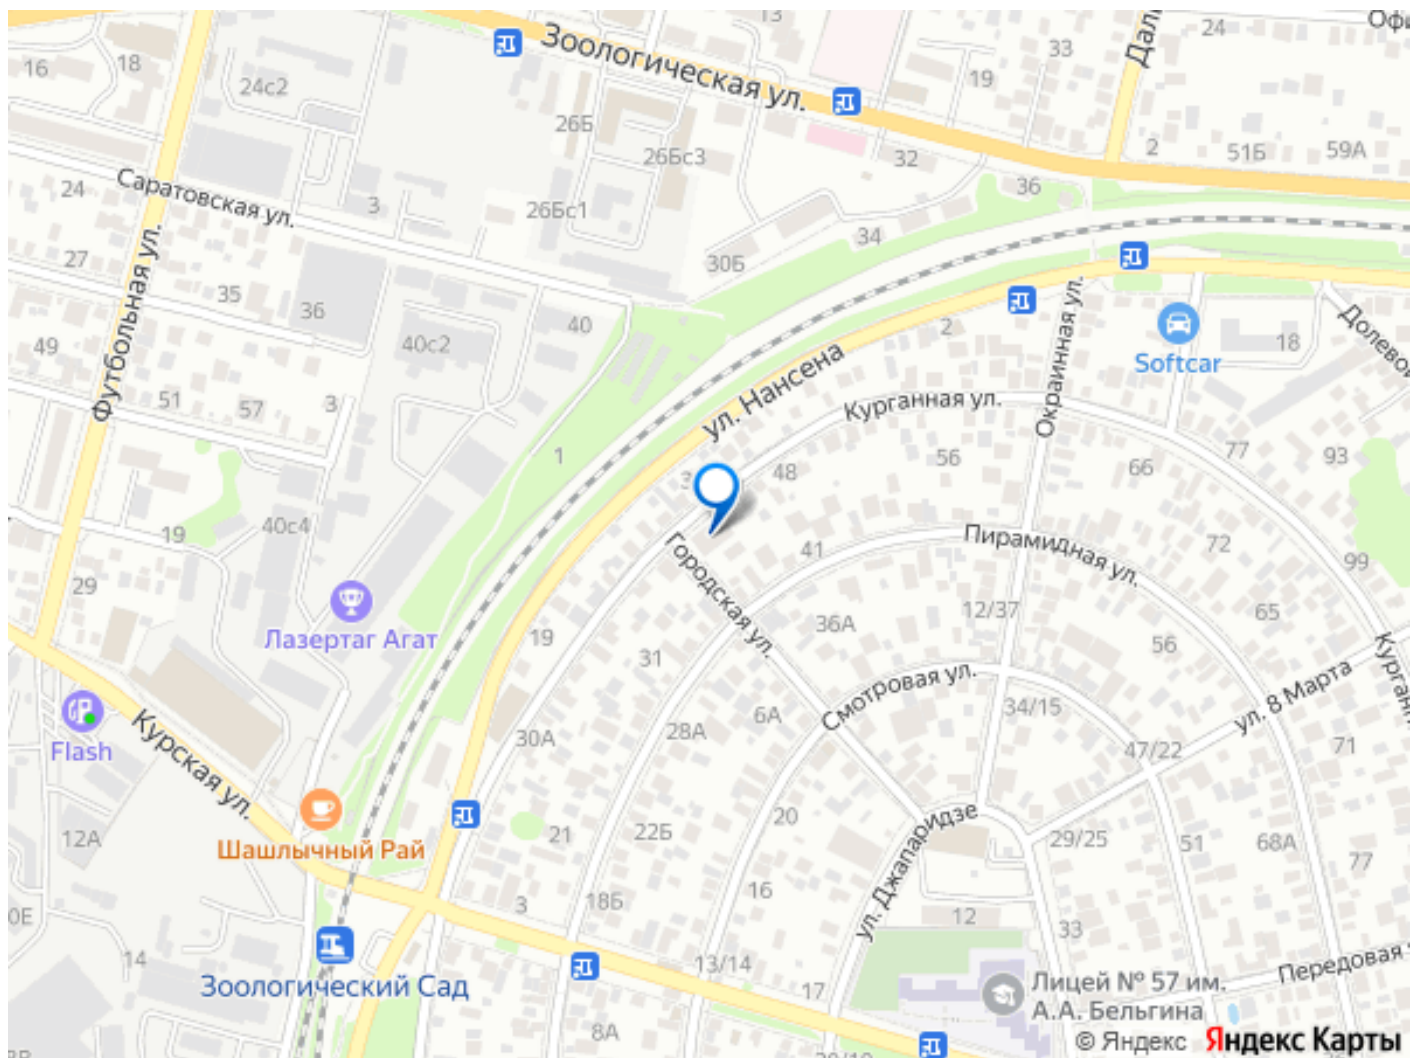 13
Зоологическая ул.
16
18
24с2
33
19
24
26Б
26Бс3
32
2
51Б
59А
36
24
Саратовская ул.
3
26Бс1
34
30Б
27
35
36
Футбольная ул.
40с2
40
2
Окраинная ул.
Softcar
18
49
51
57
3
ул. Нансена
Курганная ул.
1
48
56
66
77
93
19
40с4
41
Пирамидная ул.
72
99
29
Лазертаг Агат
Городская ул.
19
31
36А
12/37
65
56
Flash
Курская ул.
30А
28А
6А
Смотровая ул.
34/15
ул. 8 Марта
47/22
71
12А
Шашлычный Рай
21
22Б
20
ул. Джапаридзе
29/25
51
68А
77
3
18Б
16
12
33
14
Зоологический Сад
13/14
17
Лицей № 57 им.
А.А. Бельгина
8А
© Яндекс Яндекс Карты